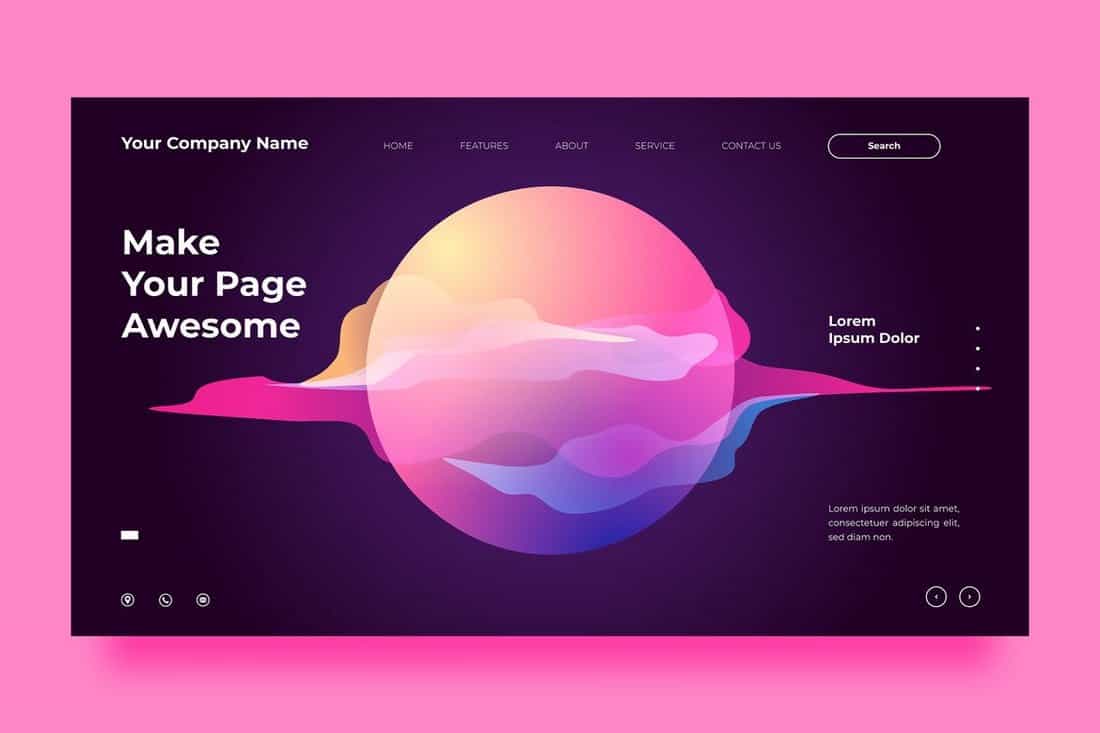 Your Company Name
HOME
FEATURES
ABOUT
SERVICE
CONTACT US
Search
Make
Your Page
Awesome
Lorem
Ipsum Dolor
Lorem ipsum dolor sit amet,
consectetuer adipiscing elit,
sed diam non.